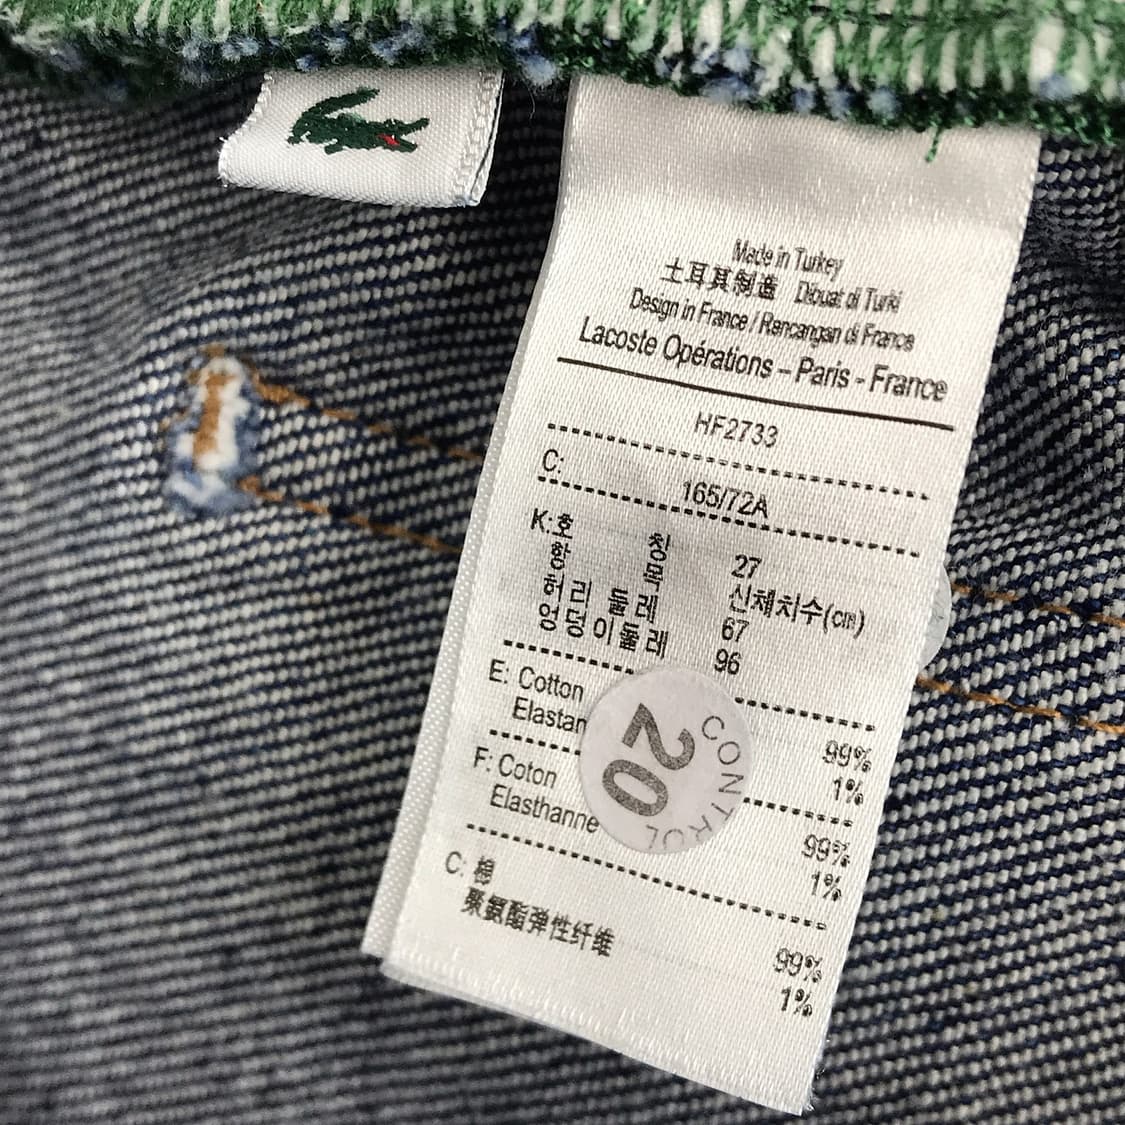 Made in Turkey
土耳其制造 Dibuat di Turki
Design in France / Rancangan di France
Lacoste Opérations – Paris - France
HF2733
C:
165/72A
K:호 칭 27
항 목 신체치수(cm)
허리 둘레 67
엉덩이둘레 96
E: Cotton 99%
Elastan 1%
F: Coton 99%
Elasthanne 1%
C: 棉 99%
聚氨酯弹性纤维 1%
CONTROL
20